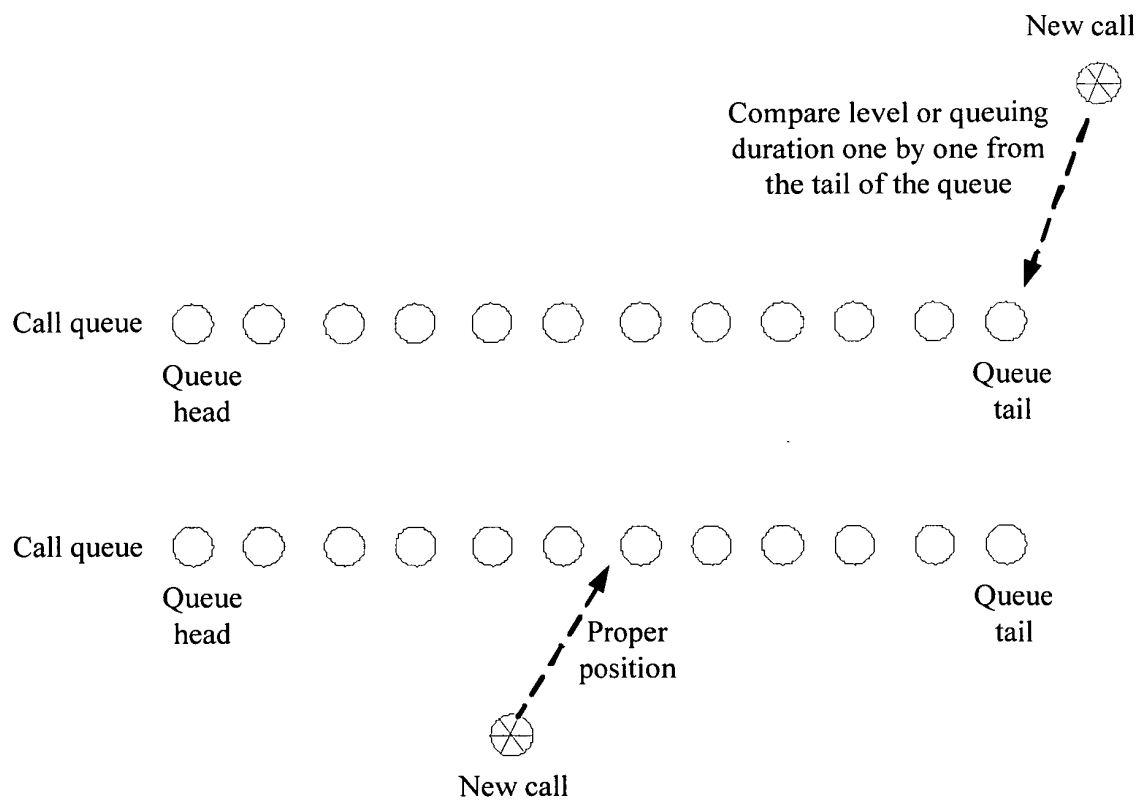 New call
Compare level or queuing
duration one by one from
the tail of the queue
Call queue
Queue
head
Queue
tail
Call queue
Queue
head
Queue
tail
Proper
position
New call